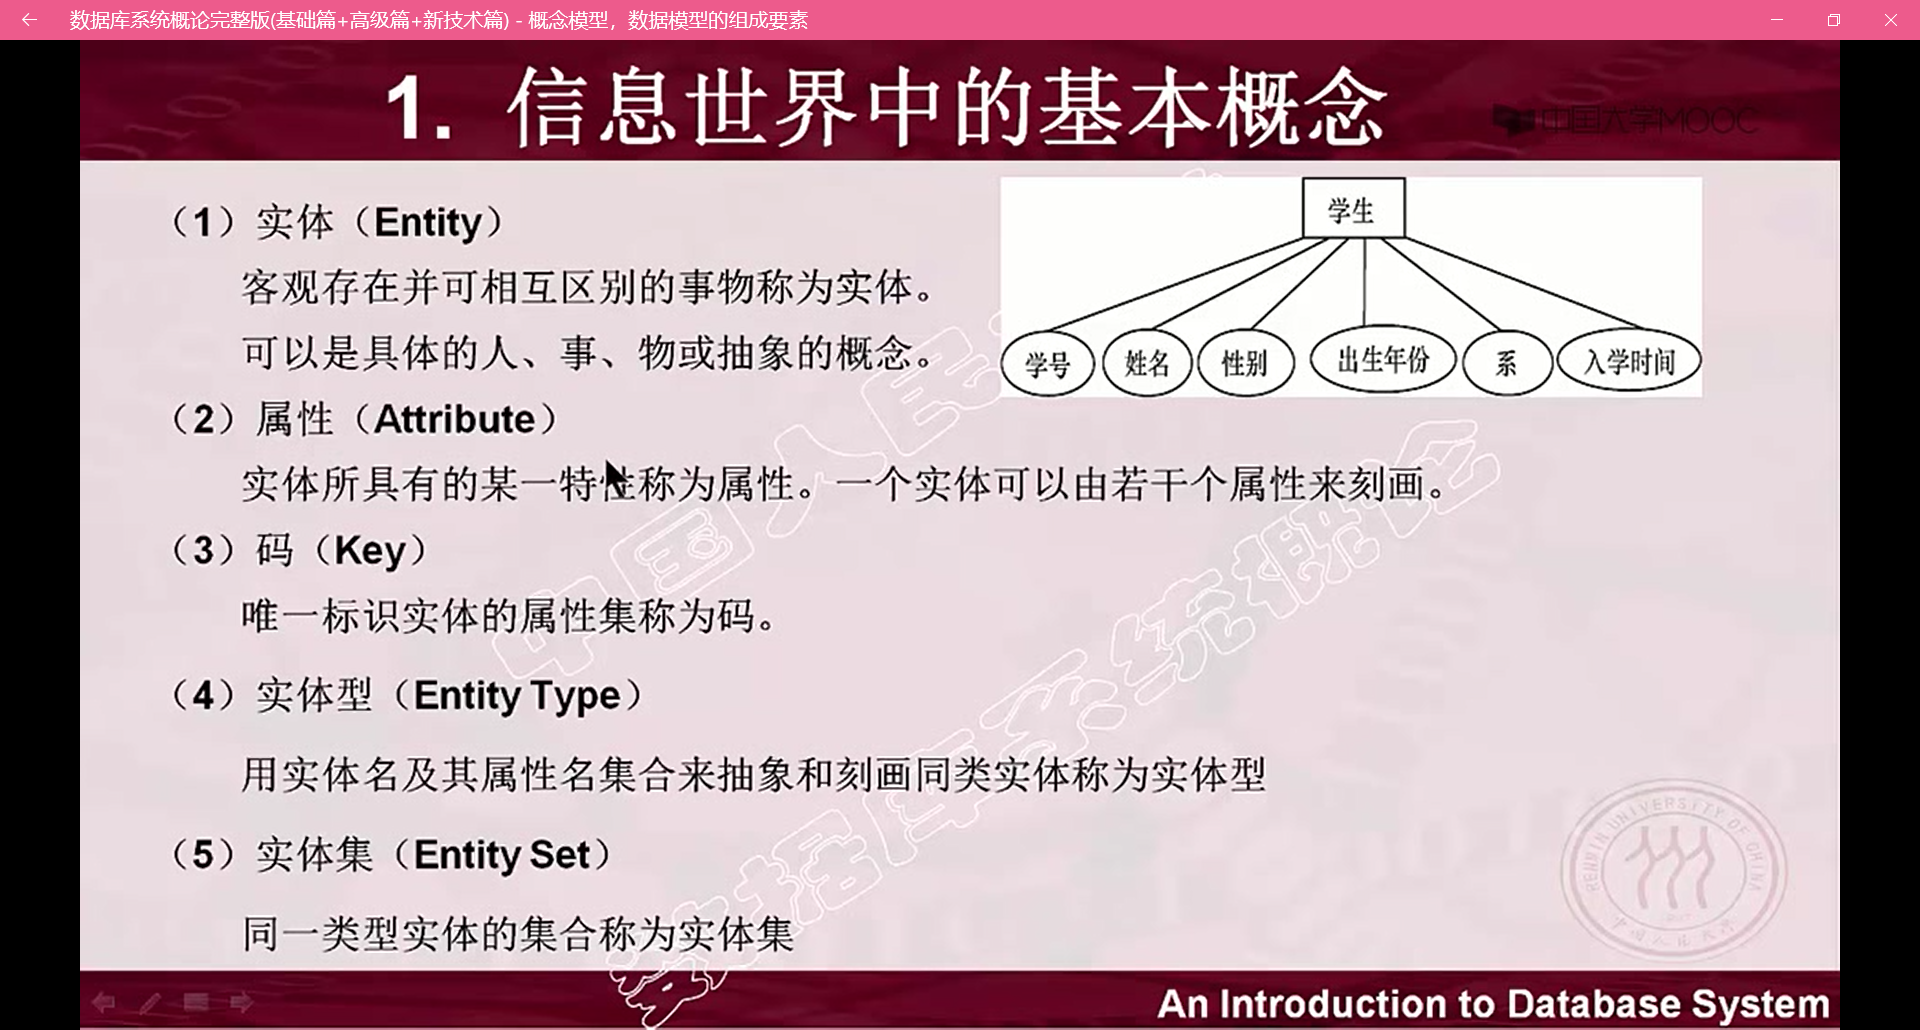 数据库系统概论完整版(基础篇+高级篇+新技术篇) - 概念模型，数据模型的组成要素
1. 信息世界中的基本概念
中国大学MOOC
（1）实体（Entity）
客观存在并可相互区别的事物称为实体。
可以是具体的人、事、物或抽象的概念。
学生
学号 姓名 性别 出生年份 系 入学时间
（2）属性（Attribute）
实体所具有的某一特性称为属性。一个实体可以由若干个属性来刻画。
（3）码（Key）
唯一标识实体的属性集称为码。
（4）实体型（Entity Type）
用实体名及其属性名集合来抽象和刻画同类实体称为实体型
（5）实体集（Entity Set）
同一类型实体的集合称为实体集
中国人民
数据库系统概论
RENMIN UNIVERSITY OF CHINA
中国人民大学
An Introduction to Database System